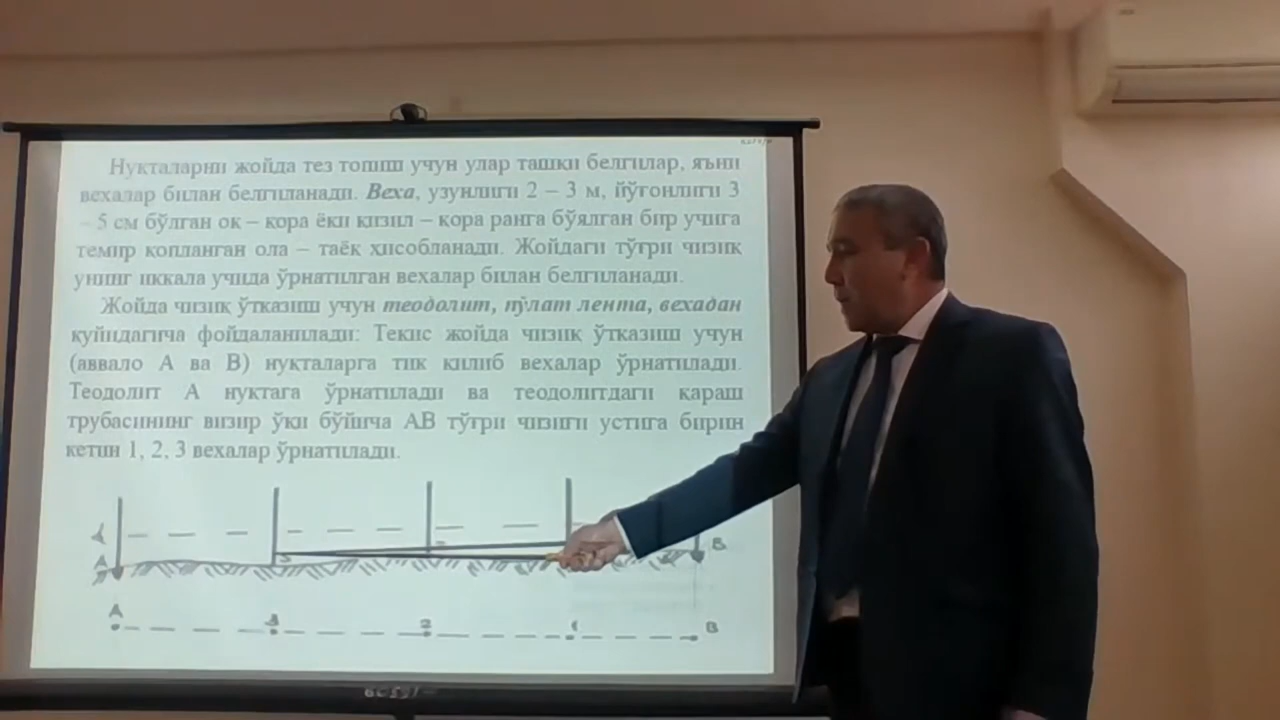 Нуқталарни жойда тез топиш учун улар ташқи белгилар, яъни
вехалар билан белгиланади. Веха, узунлиги 2 – 3 м, йўғонлиги 3
– 5 см бўлган оқ – қора ёки қизил – қора рангга бўялган бир учига
темир қопланган ола – таёқ ҳисобланади. Жойдаги тўғри чизиқ
унинг иккала учида ўрнатилган вехалар билан белгиланади.
Жойда чизиқ ўтказиш учун теодолит, пўлат лента, вехадан
қуйидагича фойдаланилади: Текис жойда чизиқ ўтказиш учун
(аввало А ва В) нуқталарга тик қилиб вехалар ўрнатилади.
Теодолит А нуқтага ўрнатилади ва теодолитдаги қараш
трубасининг визир ўқи бўйича АВ тўғри чизиғи устига бирин
кетин 1, 2, 3 вехалар ўрнатилади.
А 3 2 В
А 3 2 1 В